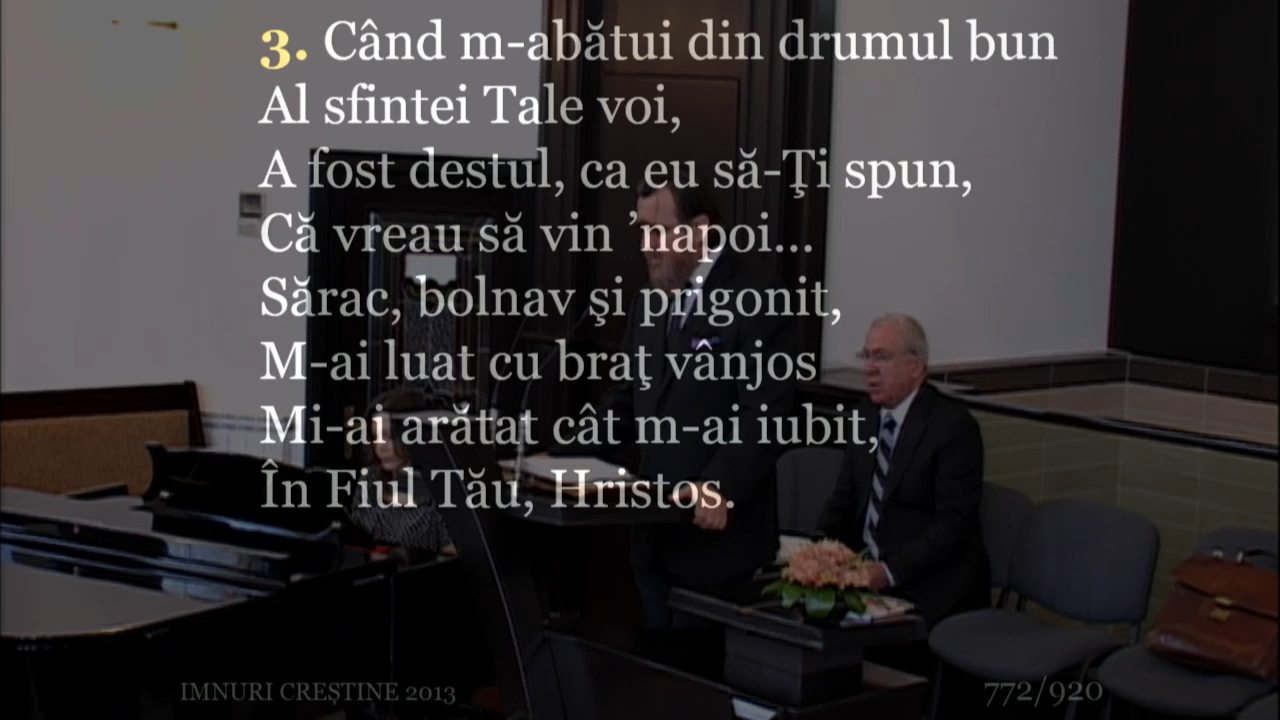 3. Când m-abătui din drumul bun
Al sfintei Tale voi,
A fost destul, ca eu să-Ţi spun,
Că vreau să vin ’napoi...
Sărac, bolnav şi prigonit,
M-ai luat cu braţ vânjos
Mi-ai arătat cât m-ai iubit,
În Fiul Tău, Hristos.
IMNURI CREȘTINE 2013
772/920